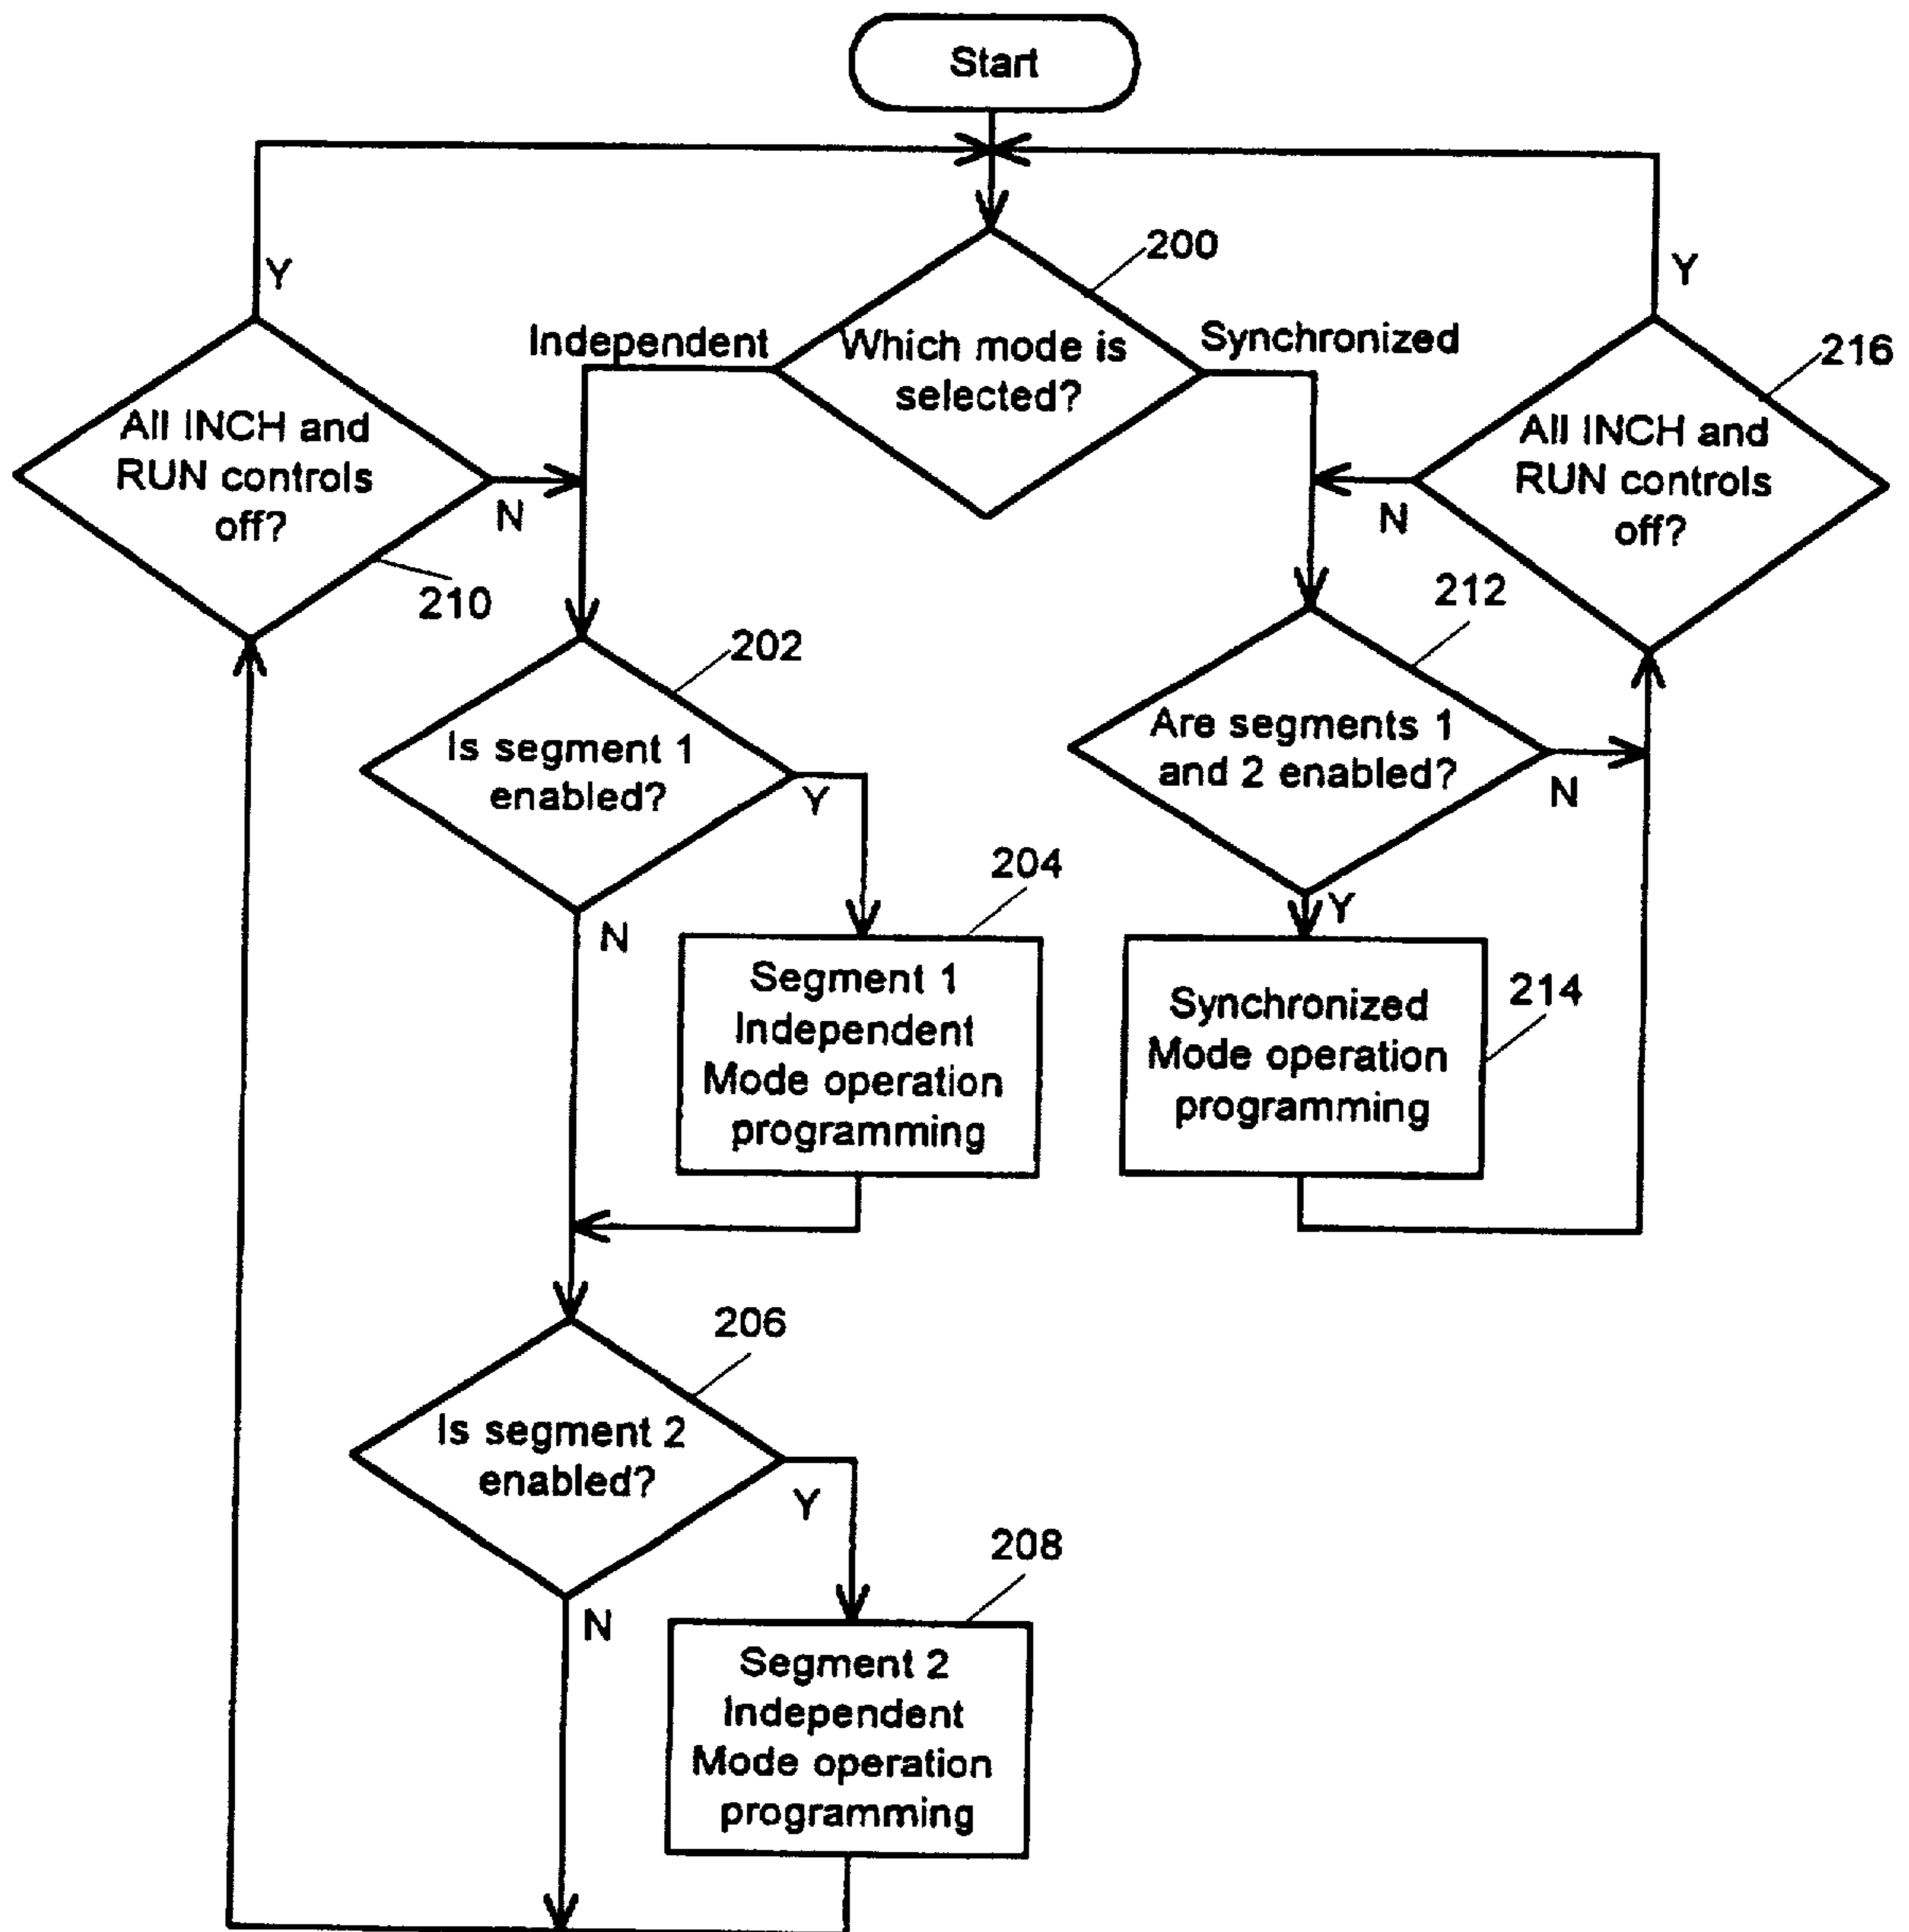 Start
200
Which mode is
selected?
Independent
Synchronized
Y
All INCH and
RUN controls
off?
N
210
Y
216
All INCH and
RUN controls
off?
N
202
Is segment 1
enabled?
Y
N
212
Are segments 1
and 2 enabled?
N
Y
204
Segment 1
Independent
Mode operation
programming
214
Synchronized
Mode operation
programming
206
Is segment 2
enabled?
Y
N
208
Segment 2
Independent
Mode operation
programming